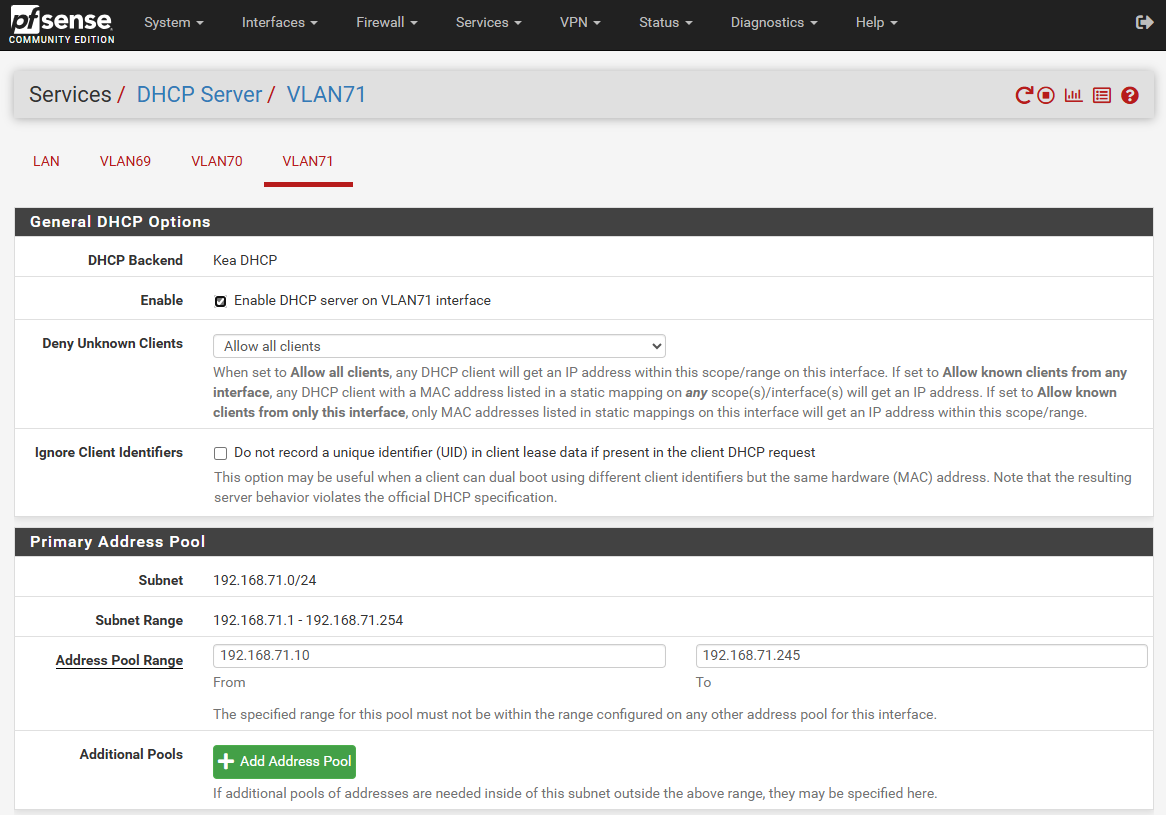 pfsense
COMMUNITY EDITION
System Interfaces Firewall Services VPN Status Diagnostics Help
Services / DHCP Server / VLAN71
LAN VLAN69 VLAN70 VLAN71
General DHCP Options
DHCP Backend Kea DHCP
Enable Enable DHCP server on VLAN71 interface
Deny Unknown Clients Allow all clients
When set to Allow all clients, any DHCP client will get an IP address within this scope/range on this interface. If set to Allow known clients from any
interface, any DHCP client with a MAC address listed in a static mapping on any scope(s)/interface(s) will get an IP address. If set to Allow known
clients from only this interface, only MAC addresses listed in static mappings on this interface will get an IP address within this scope/range.
Ignore Client Identifiers Do not record a unique identifier (UID) in client lease data if present in the client DHCP request
This option may be useful when a client can dual boot using different client identifiers but the same hardware (MAC) address. Note that the resulting
server behavior violates the official DHCP specification.
Primary Address Pool
Subnet 192.168.71.0/24
Subnet Range 192.168.71.1 - 192.168.71.254
Address Pool Range 192.168.71.10 192.168.71.245
From To
The specified range for this pool must not be within the range configured on any other address pool for this interface.
Additional Pools Add Address Pool
If additional pools of addresses are needed inside of this subnet outside the above range, they may be specified here.